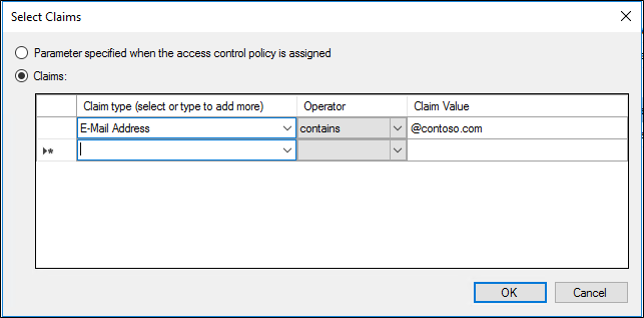 Select Claims
Parameter specified when the access control policy is assigned
Claims:
Claim type (select or type to add more) Operator Claim Value
E-Mail Address contains @contoso.com
OK Cancel